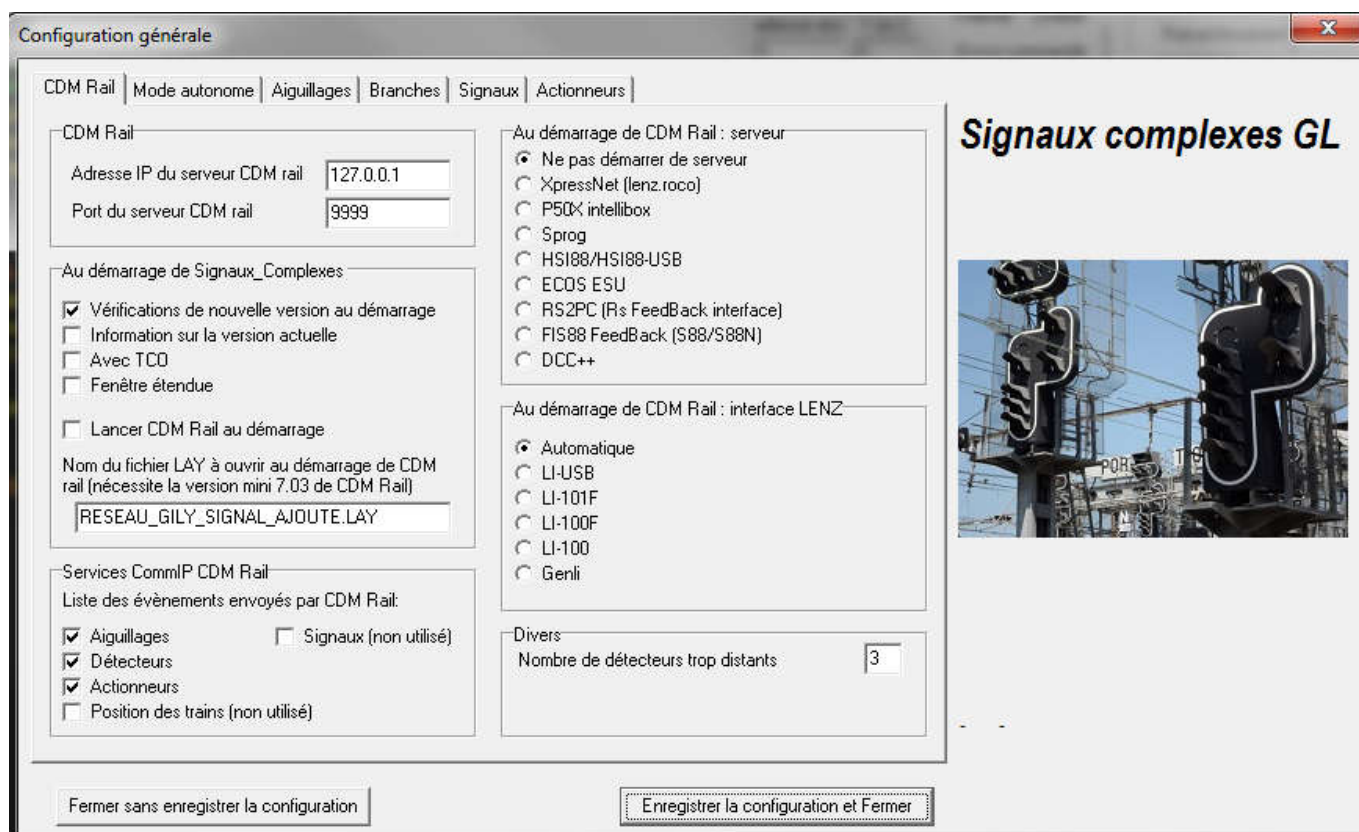 Configuration générale
CDM Rail
Mode autonome
Aiguillages
Branches
Signaux
Actionneurs
CDM Rail
Adresse IP du serveur CDM rail
127.0.0.1
Port du serveur CDM rail
9999
Au démarrage de Signaux_Complexes
Vérifications de nouvelle version au démarrage
Information sur la version actuelle
Avec TCO
Fenêtre étendue
Lancer CDM Rail au démarrage
Nom du fichier LAY à ouvrir au démarrage de CDM
rail (nécessite la version mini 7.03 de CDM Rail)
RESEAU_GILY_SIGNAL_AJOUTE.LAY
Services CommIP CDM Rail
Liste des évènements envoyés par CDM Rail:
Aiguillages
Signaux (non utilisé)
Détecteurs
Actionneurs
Position des trains (non utilisé)
Au démarrage de CDM Rail : serveur
Ne pas démarrer de serveur
XpressNet (lenz.roco)
P50X intellibox
Sprog
HSI88/HSI88-USB
ECOS ESU
RS2PC (Rs FeedBack interface)
FIS88 FeedBack (S88/S88N)
DCC++
Au démarrage de CDM Rail : interface LENZ
Automatique
LI-USB
LI-101F
LI-100F
LI-100
Genli
Divers
Nombre de détecteurs trop distants
3
Signaux complexes GL
Fermer sans enregistrer la configuration
Enregistrer la configuration et Fermer